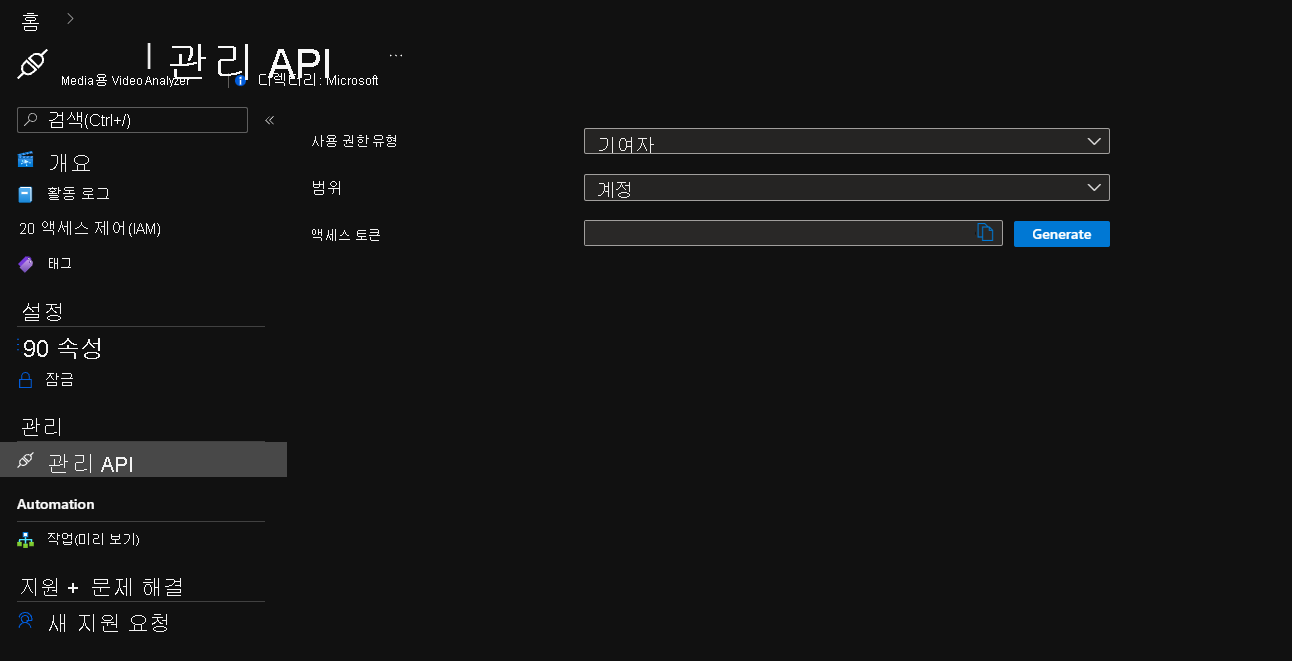 홈
관리 API
...
Media용 Video Analyzer
디렉터리: Microsoft
검색(Ctrl+/)
개요
활동 로그
20 액세스 제어(IAM)
태그
설정
90 속성
잠금
관리
관리 API
Automation
작업(미리 보기)
지원 + 문제 해결
새 지원 요청
사용 권한 유형
기여자
범위
계정
액세스 토큰
Generate